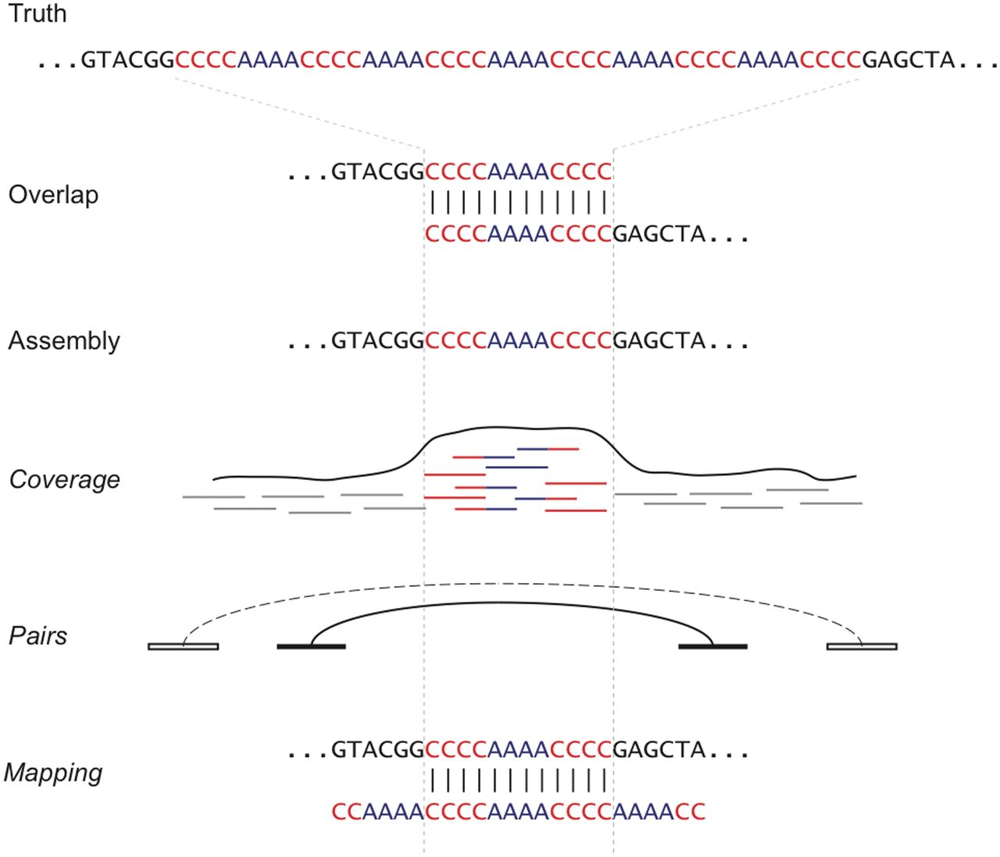 Truth
...GTACGGCCCCAAAACCCCAAAACCCCAAAACCCCAAAACCCCAAAACCCCGAGCTA...
...GTACGGCCCCAAAACCCC
Overlap
CCCCAAAACCCCGAGCTA...
Assembly
...GTACGGCCCCAAAACCCCGAGCTA...
Coverage
Pairs
...GTACGGCCCCAAAACCCCGAGCTA...
Mapping
CCAAAACCCCAAAACCCCAAAACC